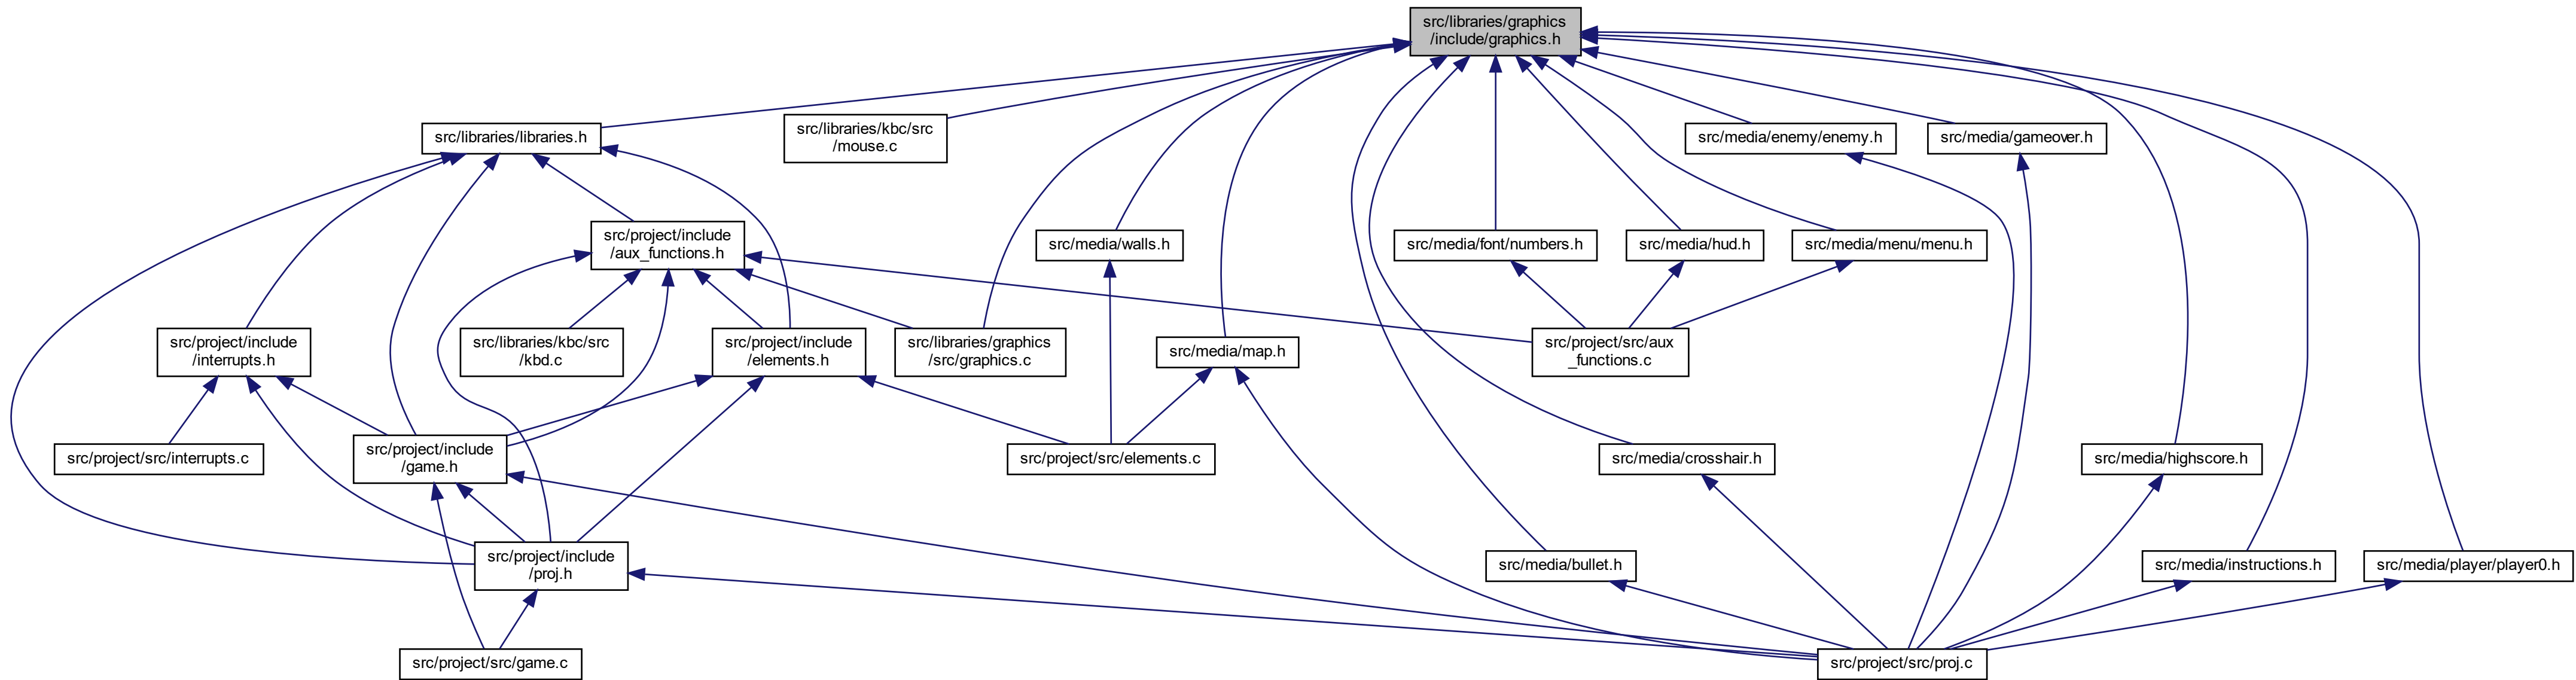 src/libraries/graphics
/include/graphics.h
src/libraries/libraries.h
src/libraries/kbc/src
/mouse.c
src/media/enemy/enemy.h
src/media/gameover.h
src/project/include
/aux_functions.h
src/media/walls.h
src/media/font/numbers.h
src/media/hud.h
src/media/menu/menu.h
src/project/include
/interrupts.h
src/libraries/kbc/src
/kbd.c
src/project/include
/elements.h
src/libraries/graphics
/src/graphics.c
src/media/map.h
src/project/src/aux
_functions.c
src/project/src/interrupts.c
src/project/include
/game.h
src/project/src/elements.c
src/media/crosshair.h
src/media/highscore.h
src/project/include
/proj.h
src/media/bullet.h
src/media/instructions.h
src/media/player/player0.h
src/project/src/game.c
src/project/src/proj.c